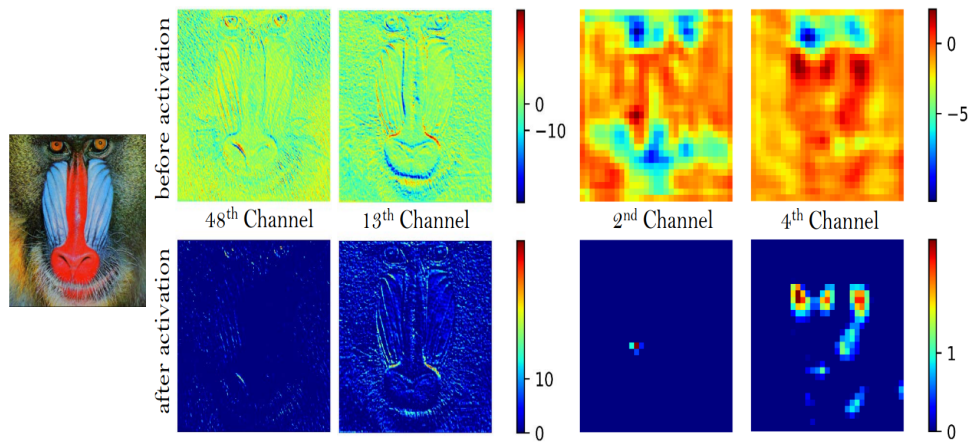 before activation
0
−10
0
−5
48th Channel
13th Channel
2nd Channel
4th Channel
after activation
10
0
1
0